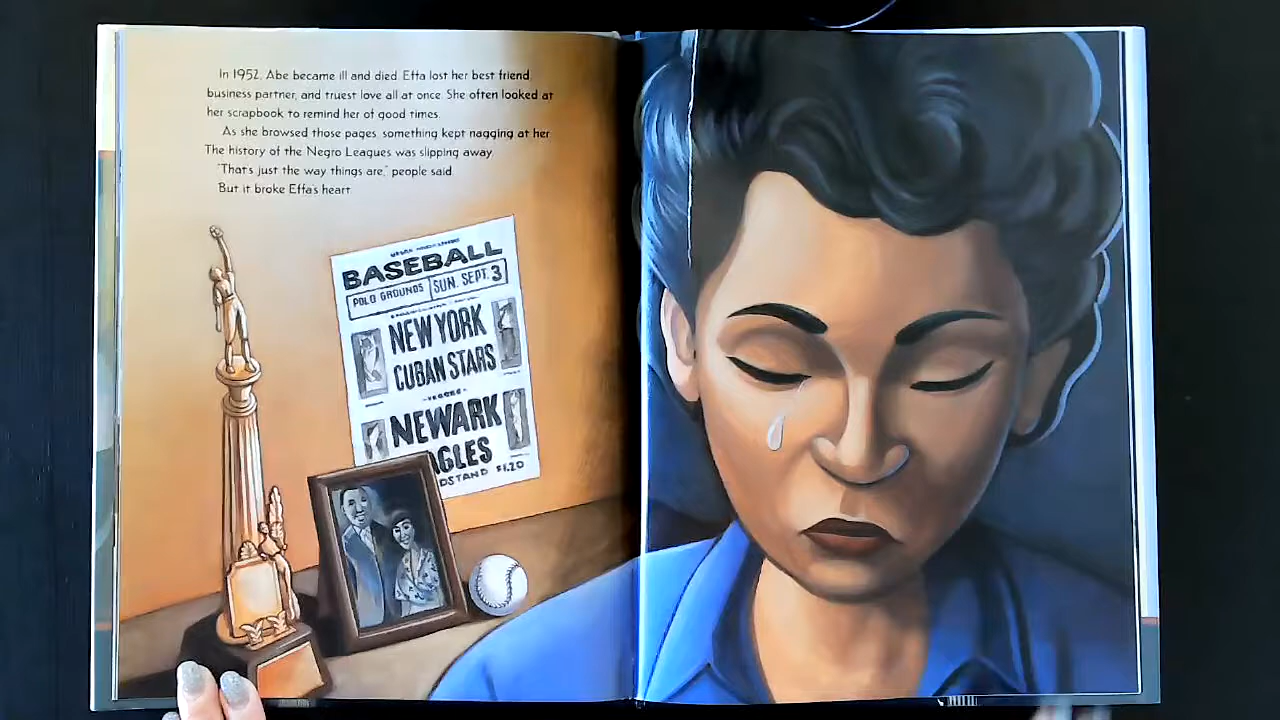 In 1952, Abe became ill and died. Effa lost her best friend,
business partner, and truest love all at once. She often looked at
her scrapbook to remind her of good times.
As she browsed those pages, something kept nagging at her.
The history of the Negro Leagues was slipping away.
"That's just the way things are," people said.
But it broke Effa's heart.
BASEBALL
POLO GROUNDS SUN. SEPT. 3
NEW YORK
CUBAN STARS
NEWARK
AGLES
DSTAND $1.20